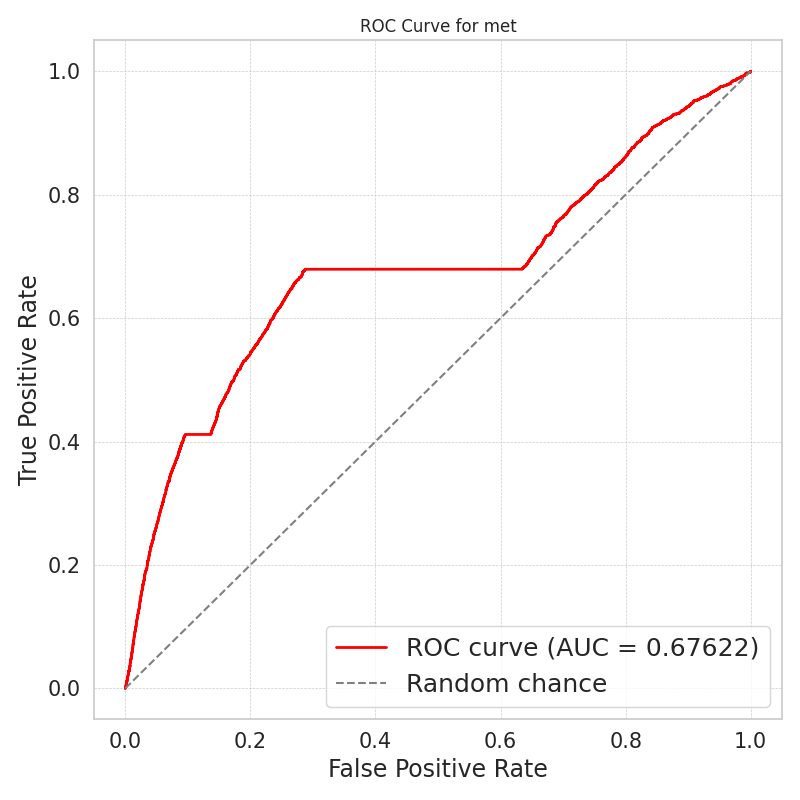 ROC Curve for met
1.0
0.8
0.6
0.4
0.2
0.0
True Positive Rate
ROC curve (AUC = 0.67622)
Random chance
0.0 0.2 0.4 0.6 0.8 1.0
False Positive Rate